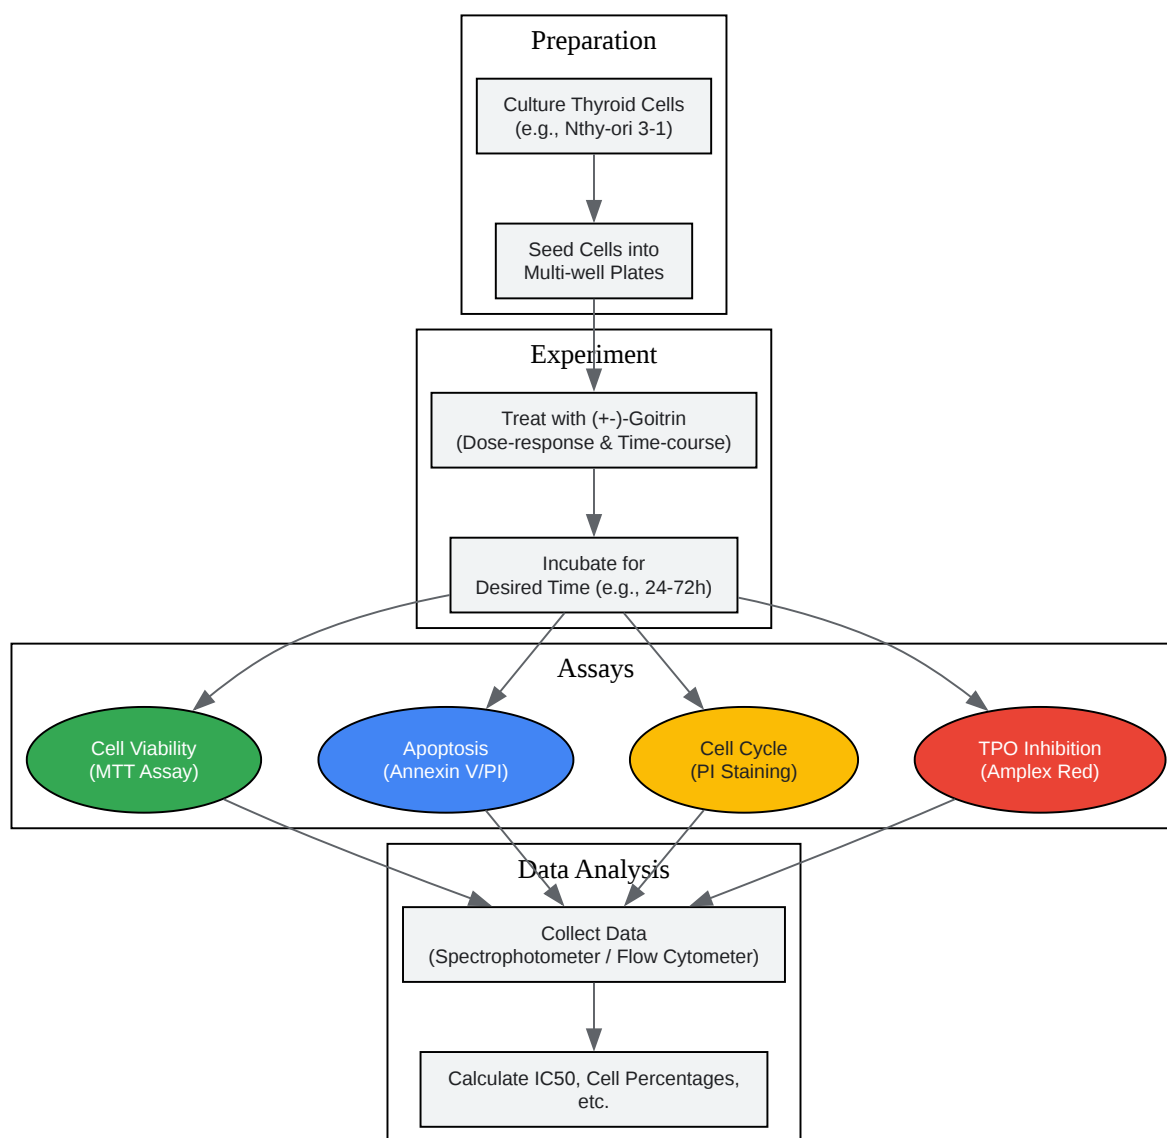 Preparation
Culture Thyroid Cells
(e.g., Nthy-ori 3-1)
Seed Cells into
Multi-well Plates
Experiment
Treat with (+-)-Goitrin
(Dose-response & Time-course)
Incubate for
Desired Time (e.g., 24-72h)
Assays
Cell Viability
(MTT Assay)
Apoptosis
(Annexin V/PI)
Cell Cycle
(PI Staining)
TPO Inhibition
(Amplex Red)
Data Analysis
Collect Data
(Spectrophotometer / Flow Cytometer)
Calculate IC50, Cell Percentages,
etc.